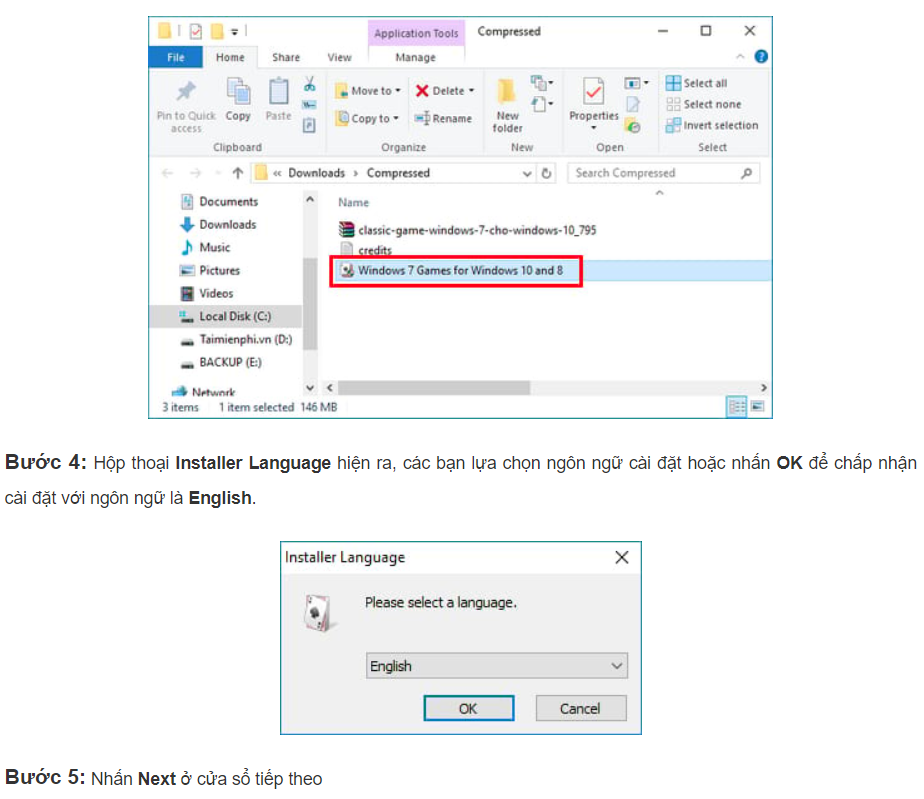 Application Tools
Compressed
File
Home
Share
View
Manage
Pin to Quick access
Copy
Paste
Move to
Copy to
Delete
Rename
New folder
Properties
Select all
Select none
Invert selection
Clipboard
Organize
New
Open
Select
« Downloads › Compressed
Search Compressed
Documents
Downloads
Music
Pictures
Videos
Local Disk (C:)
Taimienphi.vn (D:)
BACKUP (E:)
Network
Name
classic-game-windows-7-cho-windows-10_795
credits
Windows 7 Games for Windows 10 and 8
3 items 1 item selected 146 MB
Bước 4: Hộp thoại Installer Language hiện ra, các bạn lựa chọn ngôn ngữ cài đặt hoặc nhấn OK để chấp nhận
cài đặt với ngôn ngữ là English.
Installer Language
Please select a language.
English
OK
Cancel
Bước 5: Nhấn Next ở cửa sổ tiếp theo